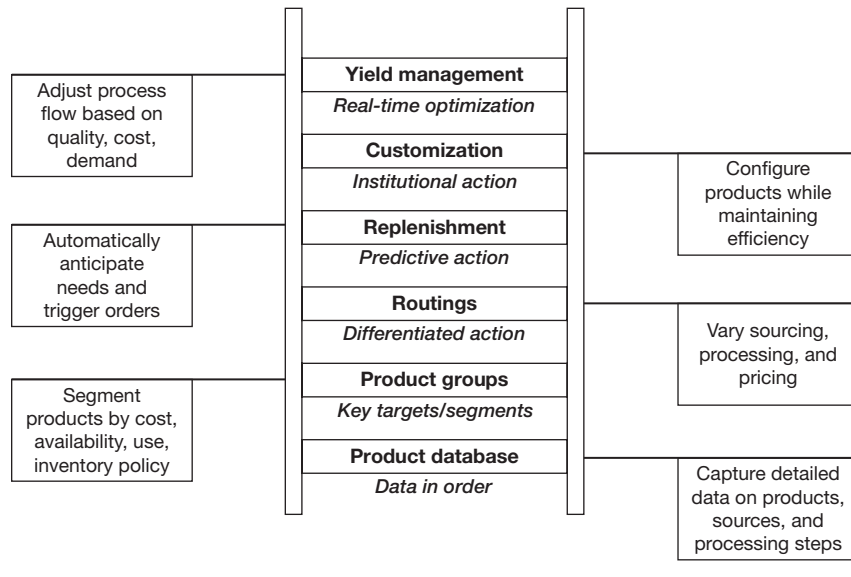 Yield management
Real-time optimization
Adjust process
flow based on
quality, cost,
demand
Customization
Institutional action
Configure
products while
maintaining
efficiency
Replenishment
Predictive action
Automatically
anticipate
needs and
trigger orders
Routings
Differentiated action
Vary sourcing,
processing, and
pricing
Product groups
Key targets/segments
Segment
products by cost,
availability, use,
inventory policy
Product database
Data in order
Capture detailed
data on products,
sources, and
processing steps